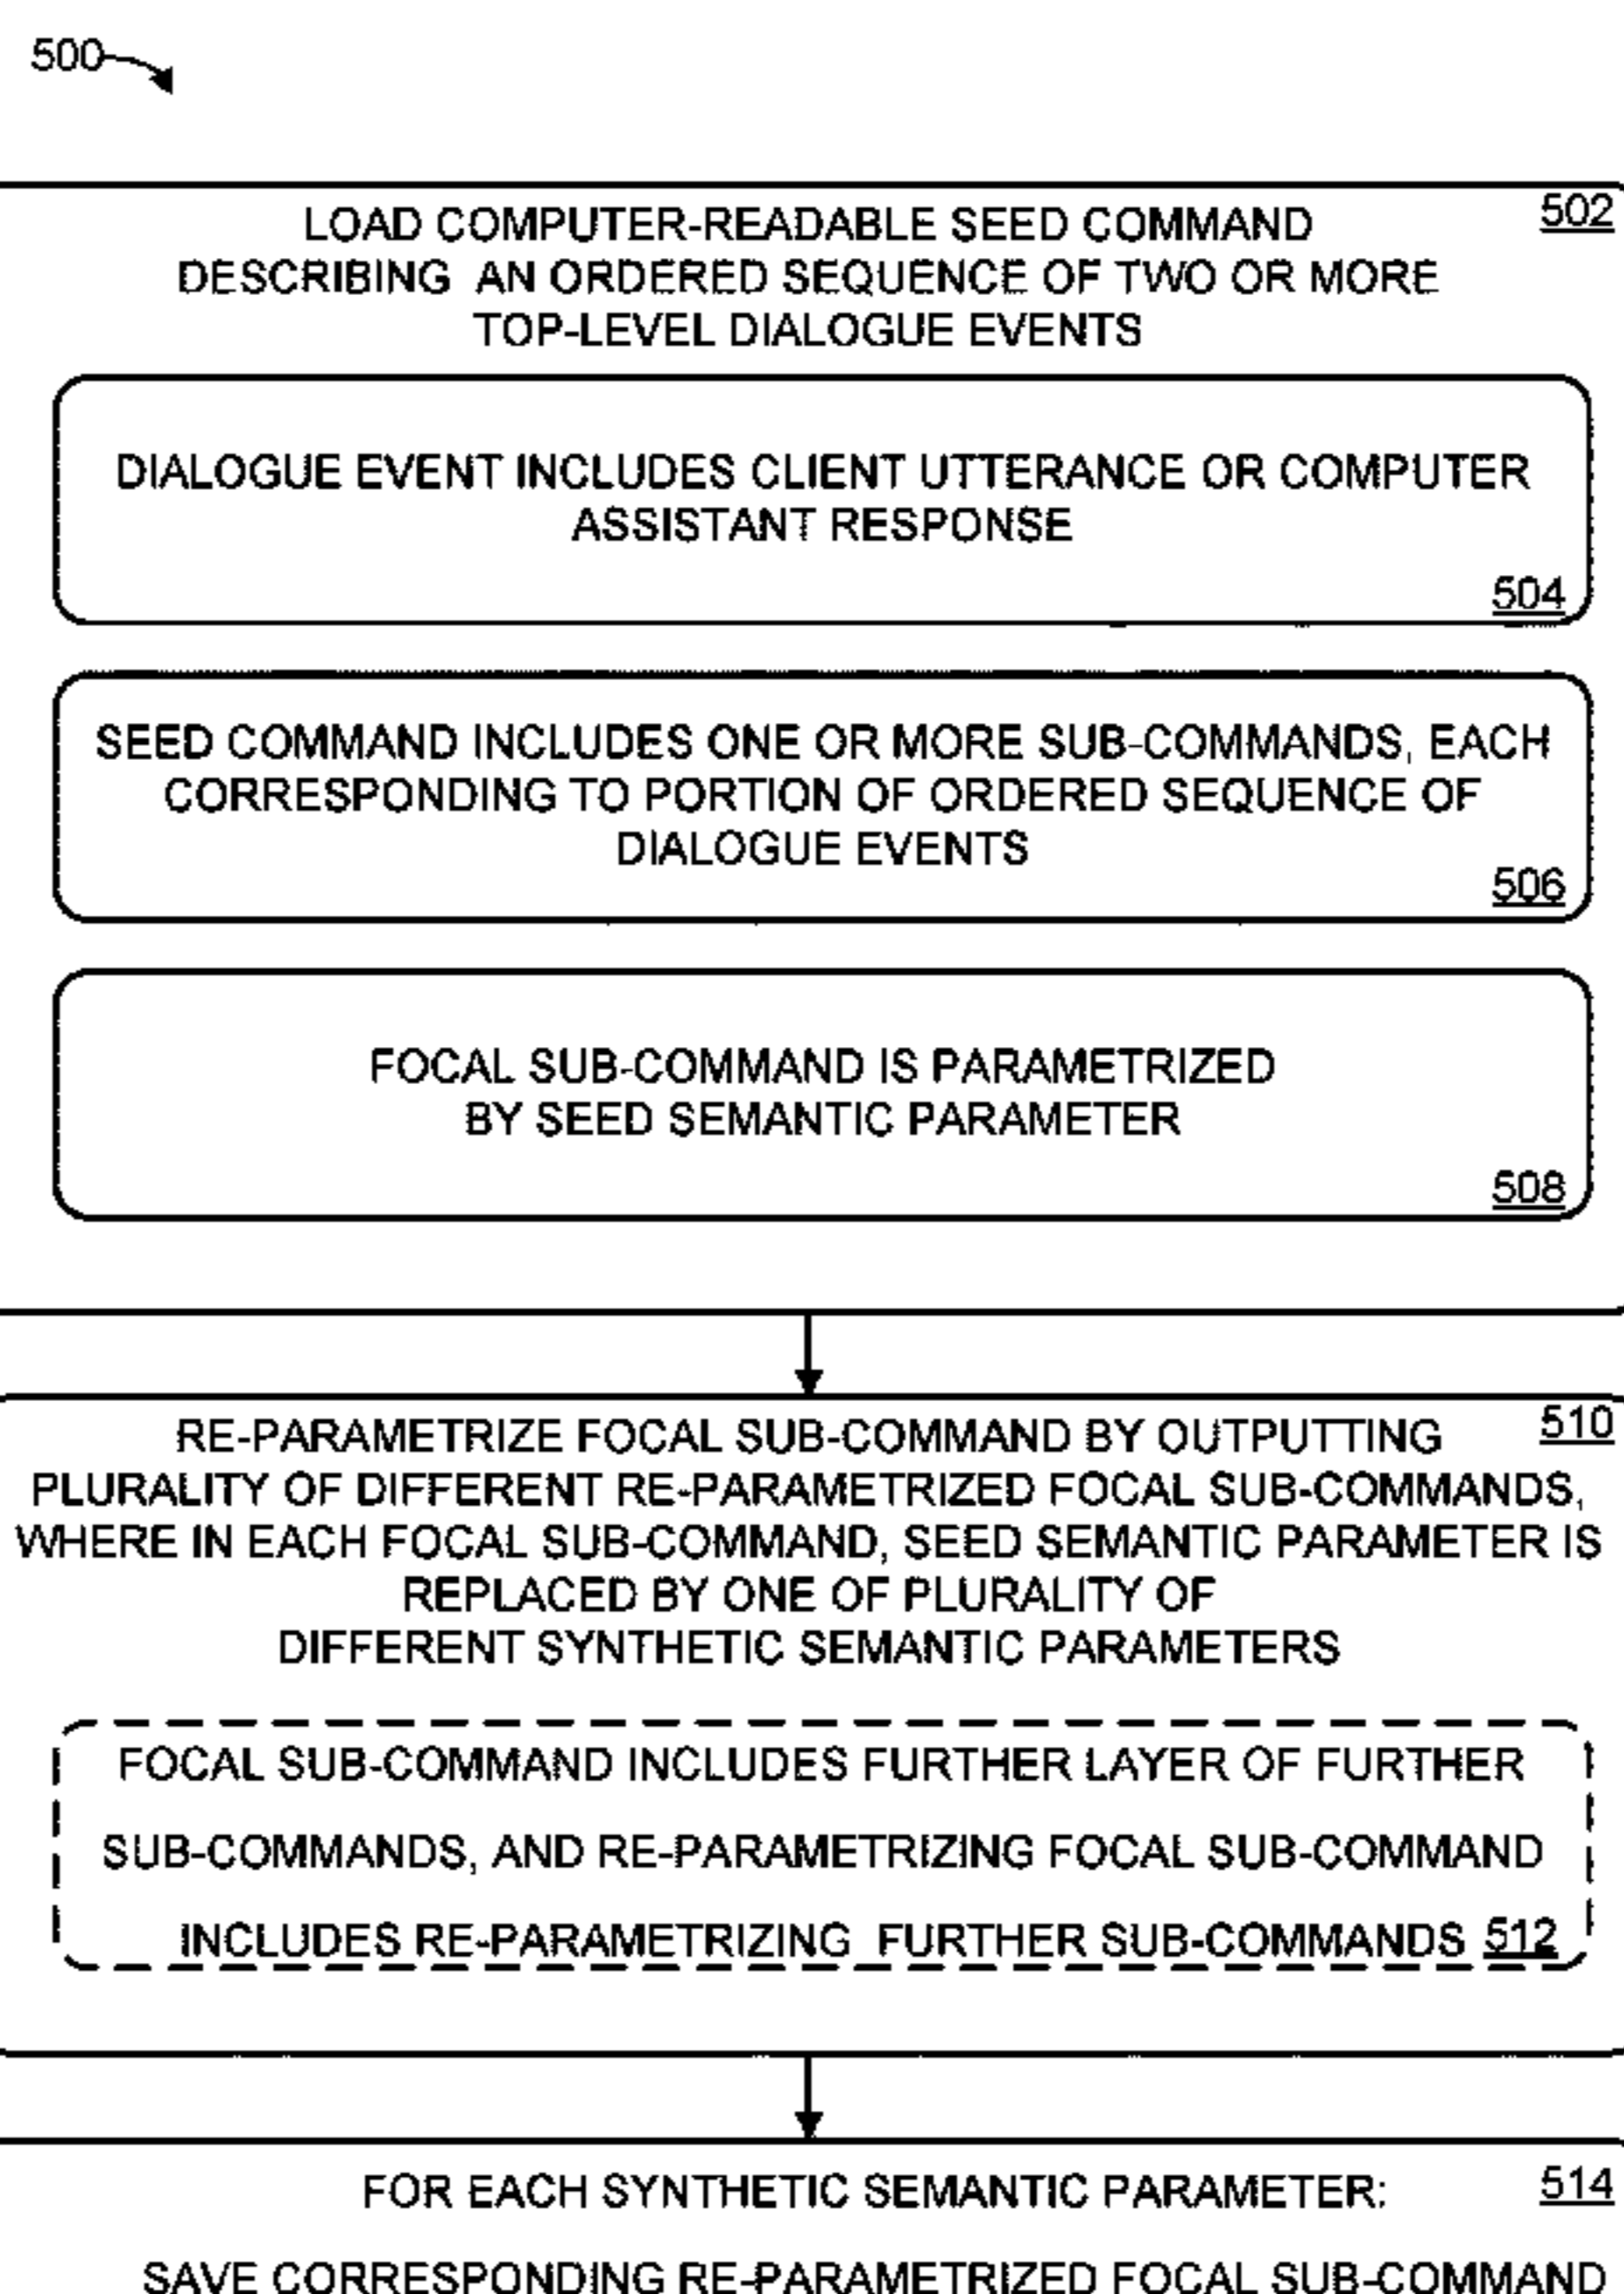 500
502
LOAD COMPUTER-READABLE SEED COMMAND
DESCRIBING AN ORDERED SEQUENCE OF TWO OR MORE
TOP-LEVEL DIALOGUE EVENTS
DIALOGUE EVENT INCLUDES CLIENT UTTERANCE OR COMPUTER
ASSISTANT RESPONSE
504
SEED COMMAND INCLUDES ONE OR MORE SUB-COMMANDS, EACH
CORRESPONDING TO PORTION OF ORDERED SEQUENCE OF
DIALOGUE EVENTS
506
FOCAL SUB-COMMAND IS PARAMETRIZED
BY SEED SEMANTIC PARAMETER
508
RE-PARAMETRIZE FOCAL SUB-COMMAND BY OUTPUTTING 510
PLURALITY OF DIFFERENT RE-PARAMETRIZED FOCAL SUB-COMMANDS,
WHERE IN EACH FOCAL SUB-COMMAND, SEED SEMANTIC PARAMETER IS
REPLACED BY ONE OF PLURALITY OF
DIFFERENT SYNTHETIC SEMANTIC PARAMETERS
FOCAL SUB-COMMAND INCLUDES FURTHER LAYER OF FURTHER
SUB-COMMANDS, AND RE-PARAMETRIZING FOCAL SUB-COMMAND
INCLUDES RE-PARAMETRIZING FURTHER SUB-COMMANDS 512
FOR EACH SYNTHETIC SEMANTIC PARAMETER: 514
SAVE CORRESPONDING RE-PARAMETRIZED FOCAL SUB-COMMAND